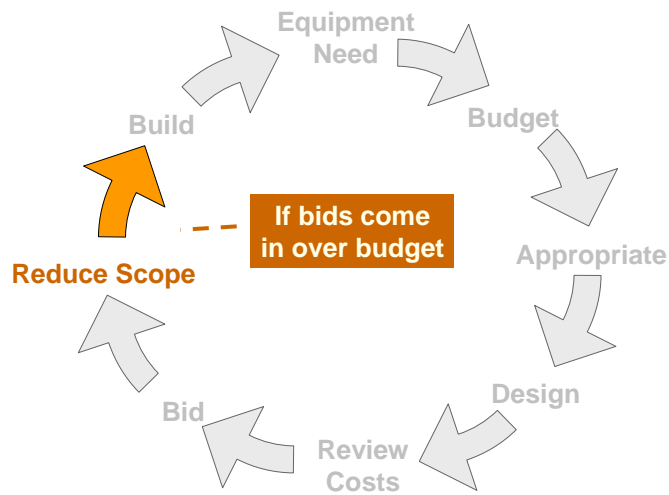 Equipment
Need
Budget
Appropriate
Design
Review
Costs
Bid
Reduce Scope
Build
If bids come
in over budget